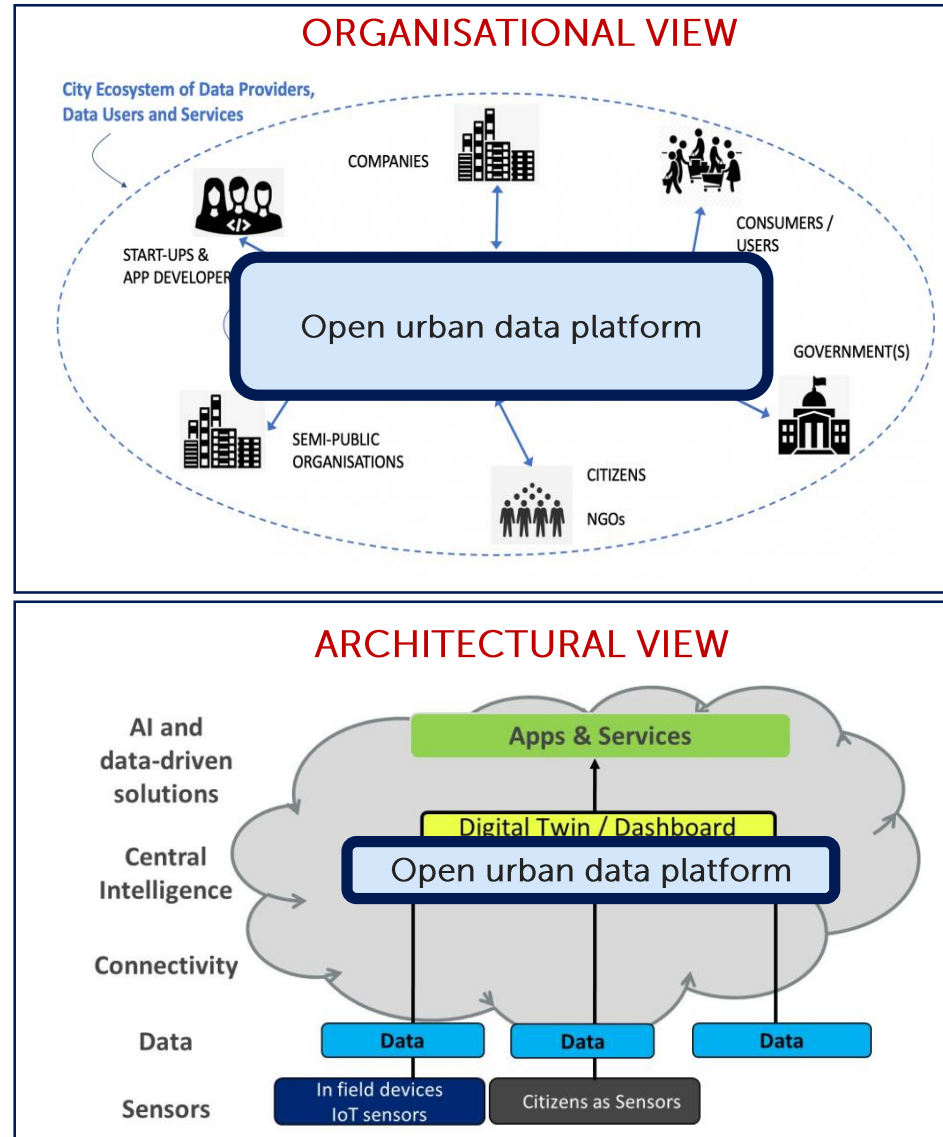 ORGANISATIONAL VIEW
City Ecosystem of Data Providers,
Data Users and Services
COMPANIES
</>
START-UPS &
APP DEVELOPER
CONSUMERS /
USERS
Open urban data platform
GOVERNMENT(S)
SEMI-PUBLIC
ORGANISATIONS
CITIZENS
NGOs
ARCHITECTURAL VIEW
AI and
data-driven
solutions
Apps & Services
Digital Twin / Dashboard
Central
Intelligence
Open urban data platform
Connectivity
Data
Data
Data
Data
Sensors
In field devices
IoT sensors
Citizens as Sensors